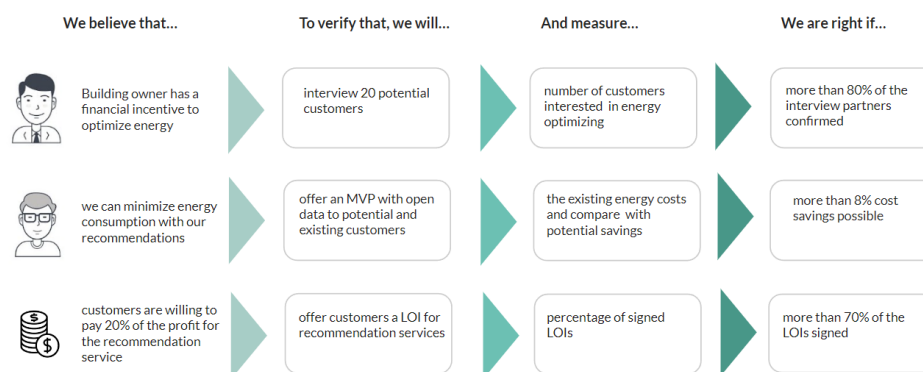 We believe that...
To verify that, we will...
And measure...
We are right if...
Building owner has a
financial incentive to
optimize energy
interview 20 potential
customers
number of customers
interested in energy
optimizing
more than 80% of the
interview partners
confirmed
we can minimize energy
consumption with our
recommendations
offer an MVP with open
data to potential and
existing customers
the existing energy costs
and compare with
potential savings
more than 8% cost
savings possible
customers are willing to
pay 20% of the profit for
the recommendation
service
offer customers a LOI for
recommendation services
percentage of signed
LOIs
more than 70% of the
LOIs signed
$
$